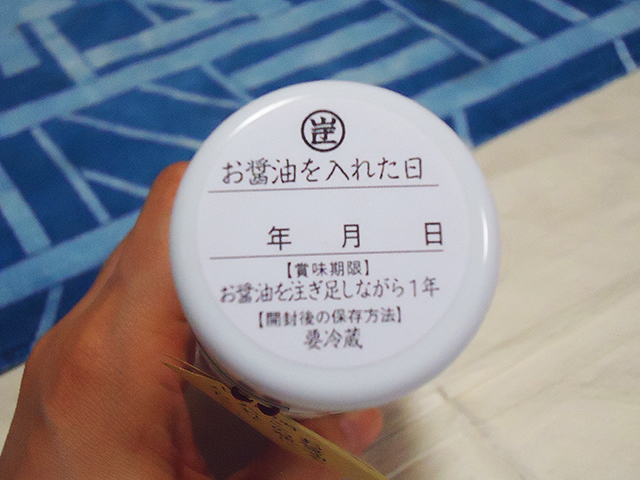 お醤油を入れた日
年 月 日
【賞味期限】
お醤油を注ぎ足しながら1年
【開封後の保存方法】
要冷蔵